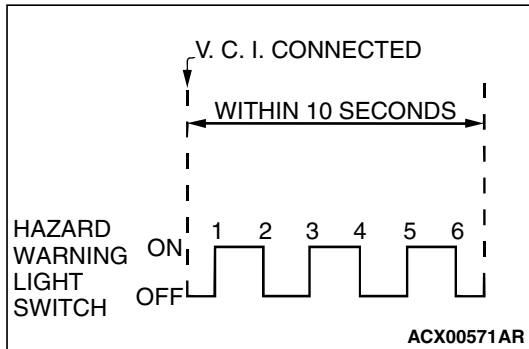 V. C. I. CONNECTED
WITHIN 10 SECONDS
HAZARD
WARNING
LIGHT
SWITCH
ON
OFF
1 2 3 4 5 6
ACX00571AR